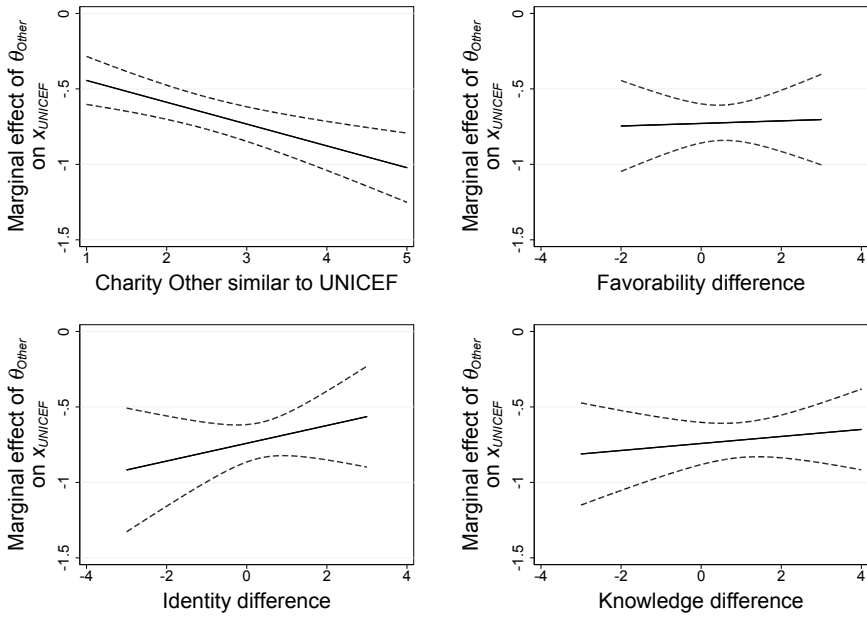 Marginal effect of θOther
on xUNICEF
0
-.5
-1
-1.5
1 2 3 4 5
Charity Other similar to UNICEF
Marginal effect of θOther
on xUNICEF
0
-.5
-1
-1.5
-4 -2 0 2 4
Favorability difference
Marginal effect of θOther
on xUNICEF
0
-.5
-1
-1.5
-4 -2 0 2 4
Identity difference
Marginal effect of θOther
on xUNICEF
0
-.5
-1
-1.5
-4 -2 0 2 4
Knowledge difference